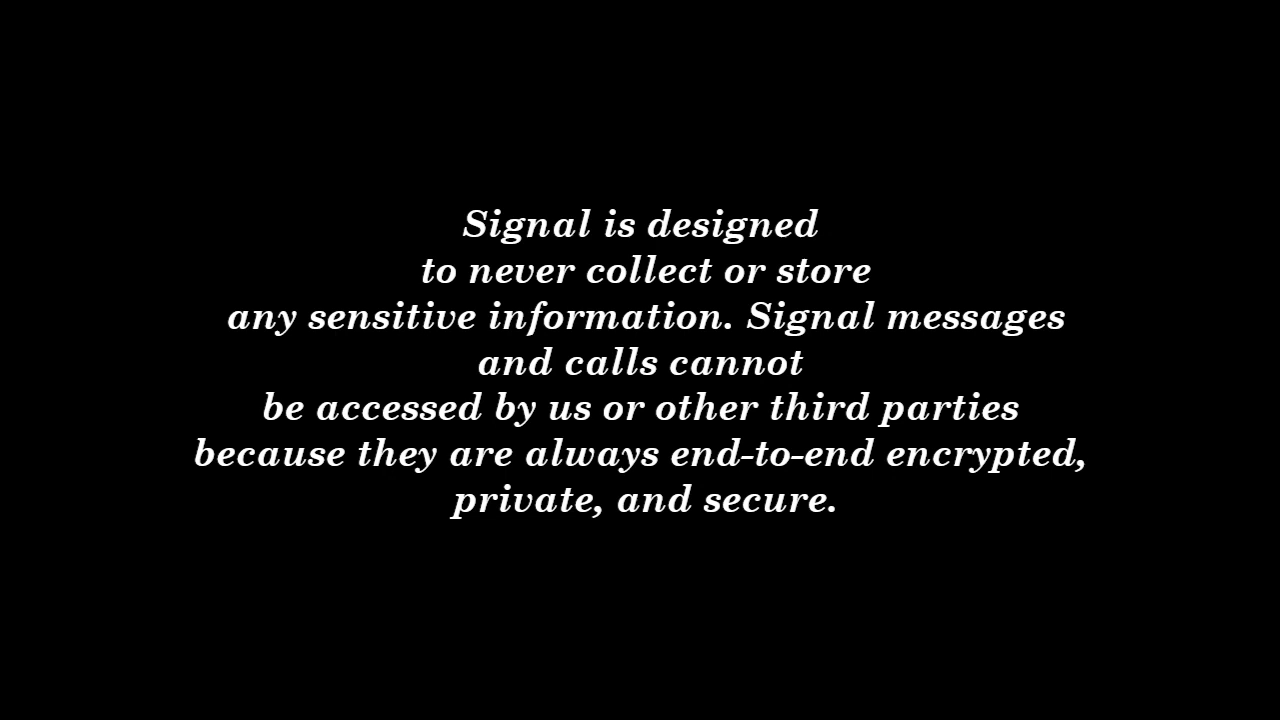 Signal is designed
to never collect or store
any sensitive information. Signal messages
and calls cannot
be accessed by us or other third parties
because they are always end-to-end encrypted,
private, and secure.